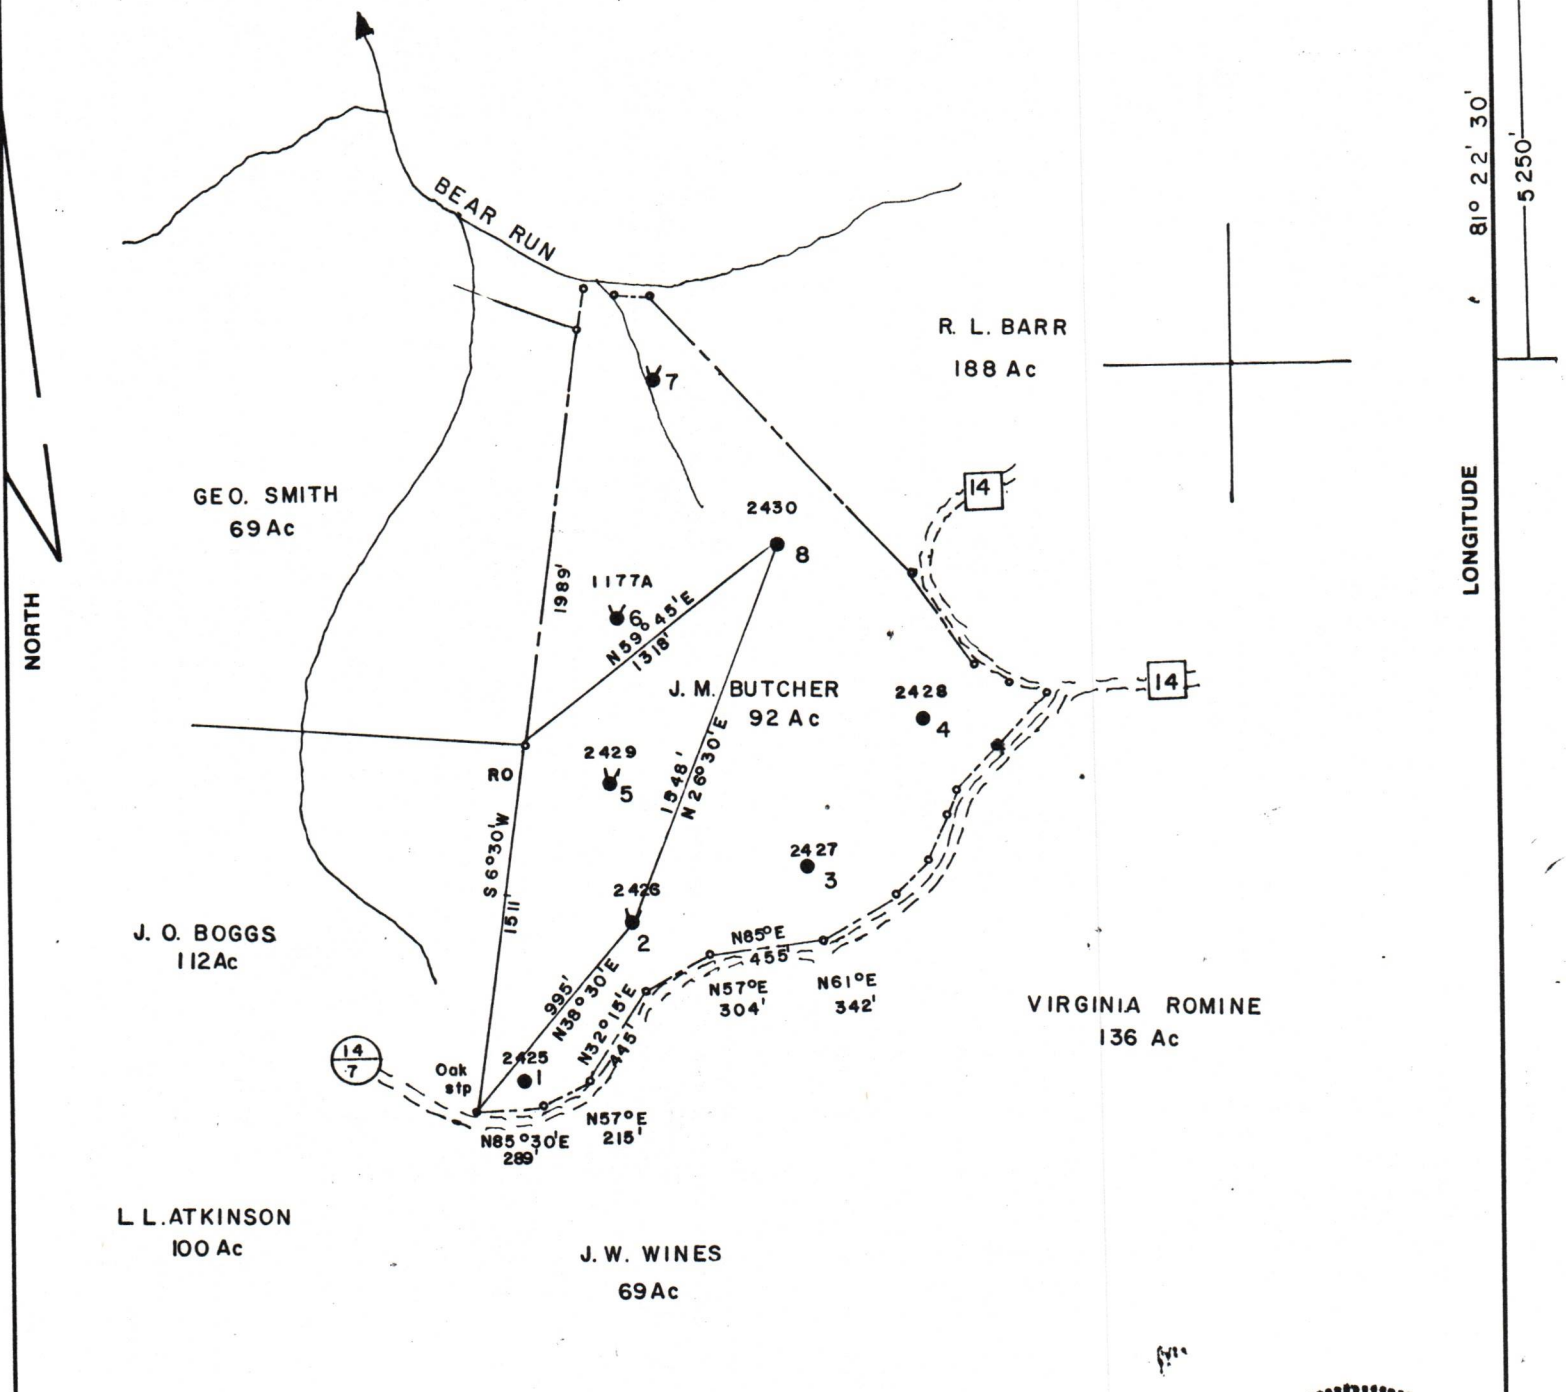 81° 22' 30'
5250'
BEAR RUN
R. L. BARR
188 Ac
7
14
GEO. SMITH
69 Ac
LONGITUDE
2430
8
1989'
1177A
6
N 59° 45' E
1318'
NORTH
J. M. BUTCHER
92 Ac
14
2428
4
2429
5
RO
1548'
N 26° 30' E
S 6° 30' W
1511'
2427
3
2426
2
J. O. BOGGS
112 Ac
N85°E
455'
N57°E
304'
N61°E
342'
995'
N38° 30' E
N32° 15' E
445'
VIRGINIA ROMINE
136 Ac
14
7
Oak
stp
2425
1
N57°E
215'
N85°30'E
289'
L L. ATKINSON
100 Ac
J. W. WINES
69 Ac